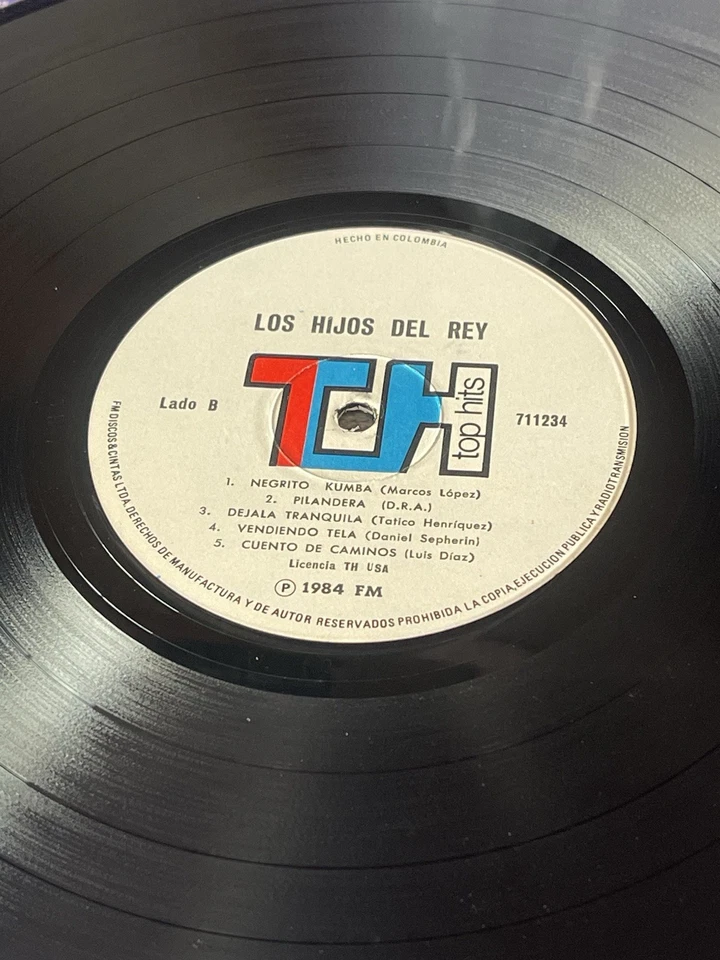 HECHO EN COLOMBIA
LOS HIJOS DEL REY
TH
top hits
Lado B
711234
1. NEGRITO KUMBA (Marcos López)
2. PILANDERA (D.R.A.)
3. DEJALA TRANQUILA (Tatico Henríquez)
4. VENDIENDO TELA (Daniel Sepherin)
5. CUENTO DE CAMINOS (Luis Díaz)
Licencia TH USA
Ⓟ 1984 FM
FM DISCOS & CINTAS LTDA. DERECHOS DE MANUFACTURA Y DE AUTOR RESERVADOS PROHIBIDA LA COPIA, EJECUCION PUBLICA Y RADIOTRANSMISION